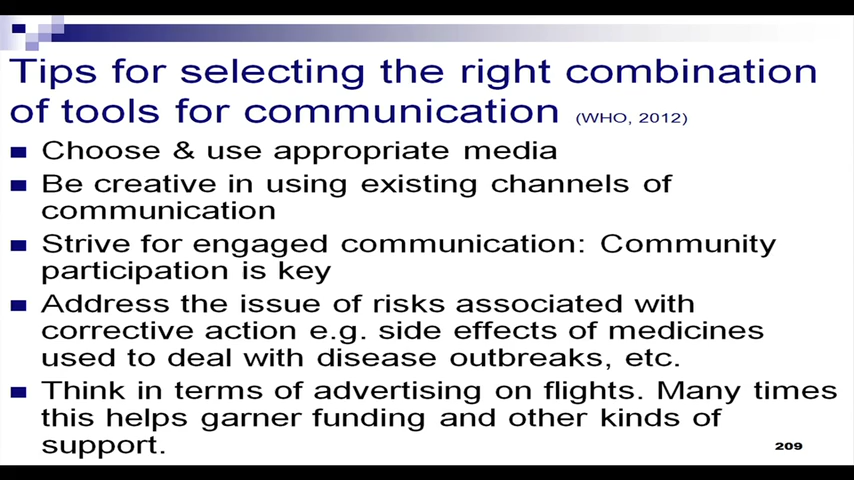 Tips for selecting the right combination
of tools for communication (WHO, 2012)
Choose & use appropriate media
Be creative in using existing channels of
communication
Strive for engaged communication: Community
participation is key
Address the issue of risks associated with
corrective action e.g. side effects of medicines
used to deal with disease outbreaks, etc.
Think in terms of advertising on flights. Many times
this helps garner funding and other kinds of
support.
209